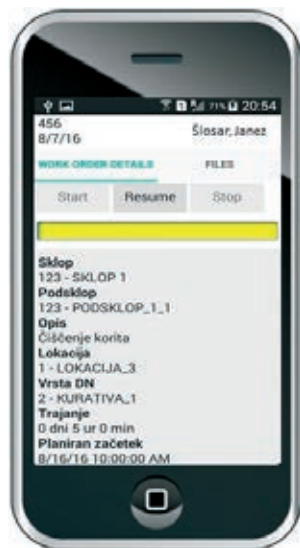 71% 20:54
456
8/7/16 Šlosar, Janez
WORK ORDER DETAILS FILES
Start Resume Stop
Sklop
123 - SKLOP 1
Podsklop
123 - PODSKLOP_1_1
Opis
Čiščenje korita
Lokacija
1 - LOKACIJA_3
Vrsta DN
2 - KURATIVA_1
Trajanje
0 dni 5 ur 0 min
Planiran začetek
8/16/16 10:00:00 AM